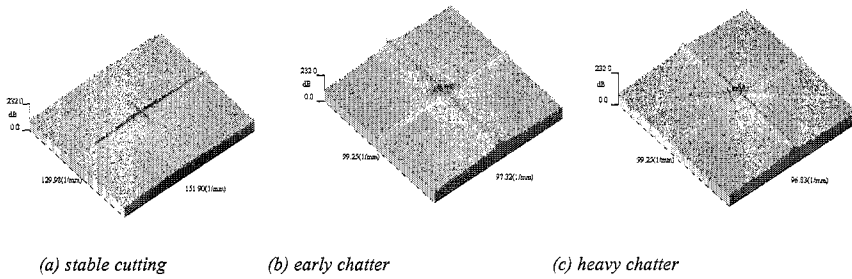 232.0
dB
0.0
129.98(1/mm)
151.90(1/mm)
232.0
dB
0.0
99.25(1/mm)
97.32(1/mm)
232.0
dB
0.0
99.25(1/mm)
96.83(1/mm)
(a) stable cutting
(b) early chatter
(c) heavy chatter